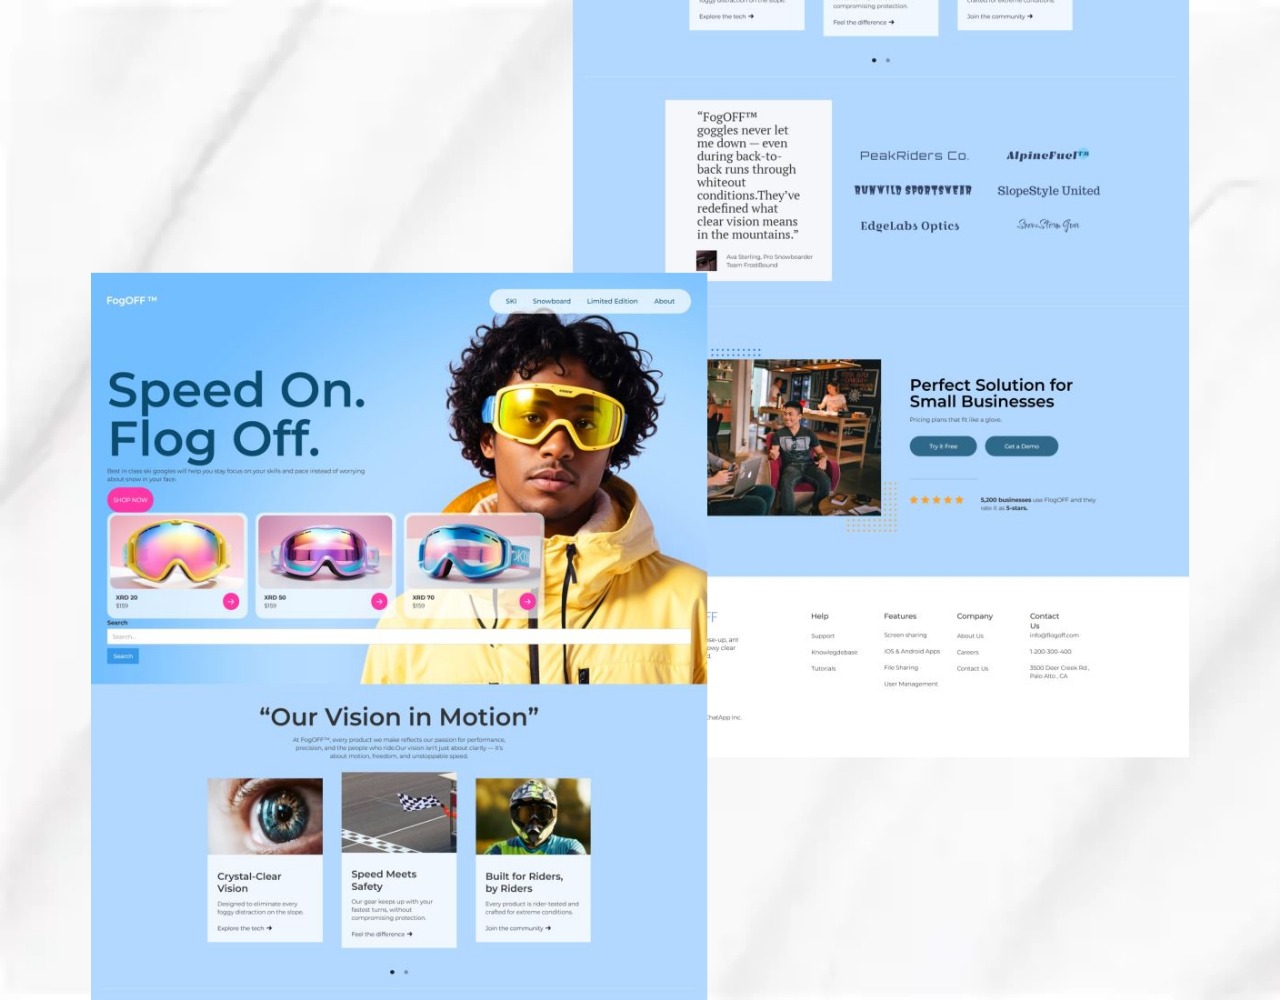 foggy distraction on the slope.
Explore the tech →
compromising protection.
Feel the difference →
crafted for extreme conditions.
Join the community →
“FogOFF™
goggles never let
me down — even
during back-to-
back runs through
whiteout
conditions.They’ve
redefined what
clear vision means
in the mountains.”
Ava Sterling, Pro Snowboarder
Team FrostBound
PeakRiders Co.
AlpineFuel™
RUNWILD SPORTSWEAR
SlopeStyle United
EdgeLabs Optics
SnowStorm Gear
FogOFF ™
SKI
Snowboard
Limited Edition
About
Speed On.
Flog Off.
Best in class ski googles will help you stay focus on your skills and pace instead of worrying
about snow in your face.
SHOP NOW
XRD 20
$159
XRD 50
$159
XRD 70
$159
Search
Search...
Search
“Our Vision in Motion”
At FogOFF™, every product we make reflects our passion for performance,
precision, and the people who ride.Our vision isn't just about clarity — it's
about motion, freedom, and unstoppable speed.
Crystal-Clear
Vision
Designed to eliminate every
foggy distraction on the slope.
Explore the tech →
Speed Meets
Safety
Our gear keeps up with your
fastest turns, without
compromising protection.
Feel the difference →
Built for Riders,
by Riders
Every product is rider-tested and
crafted for extreme conditions.
Join the community →
Perfect Solution for
Small Businesses
Pricing plans that fit like a glove.
Try it Free
Get a Demo
5,200 businesses use FlogOFF and they
rate it as 5-stars.
FF
ose-up, ant
owy clear
d.
ChatApp Inc.
Help
Support
Knowlegdebase
Tutorials
Features
Screen sharing
iOS & Android Apps
File Sharing
User Management
Company
About Us
Careers
Contact Us
Contact
Us
info@flogoff.com
1-200-300-400
3500 Deer Creek Rd.,
Palo Alto., CA